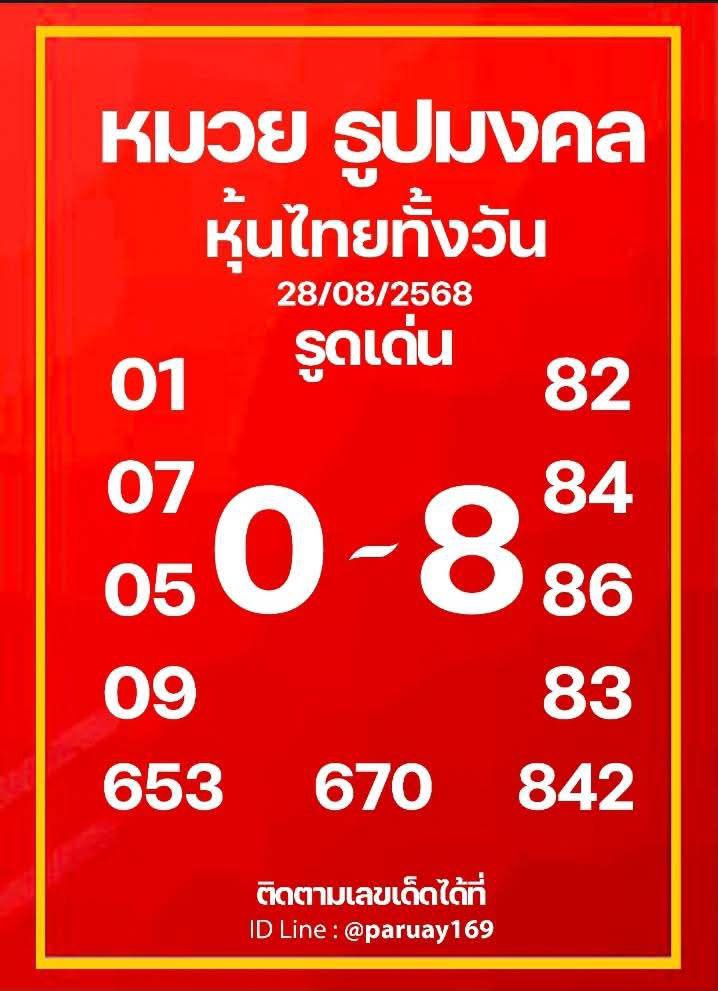 หมวย ธูปมงคล
หุ้นไทยทั้งวัน
28/08/2568
รูดเด่น
01 82
07 84
0 - 8
05 86
09 83
653 670 842
ติดตามเลขเด็ดได้ที่
ID Line : @paruay169